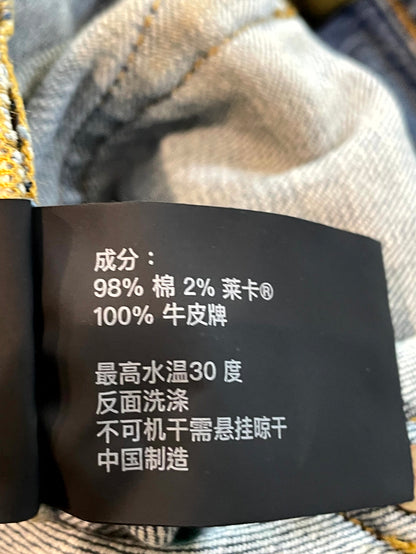 成分：
98% 棉 2% 莱卡®
100% 牛皮牌
最高水温30 度
反面洗涤
不可机干需悬挂晾干
中国制造